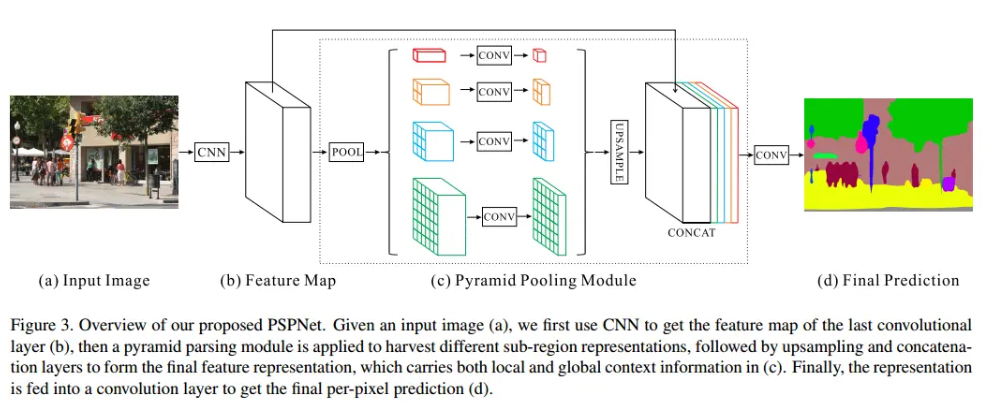 CNN
POOL
CONV
CONV
CONV
CONV
UPSAMPLE
CONCAT
CONV
(a) Input Image
(b) Feature Map
(c) Pyramid Pooling Module
(d) Final Prediction
Figure 3. Overview of our proposed PSPNet. Given an input image (a), we first use CNN to get the feature map of the last convolutional
layer (b), then a pyramid parsing module is applied to harvest different sub-region representations, followed by upsampling and concatena-
tion layers to form the final feature representation, which carries both local and global context information in (c). Finally, the representation
is fed into a convolution layer to get the final per-pixel prediction (d).